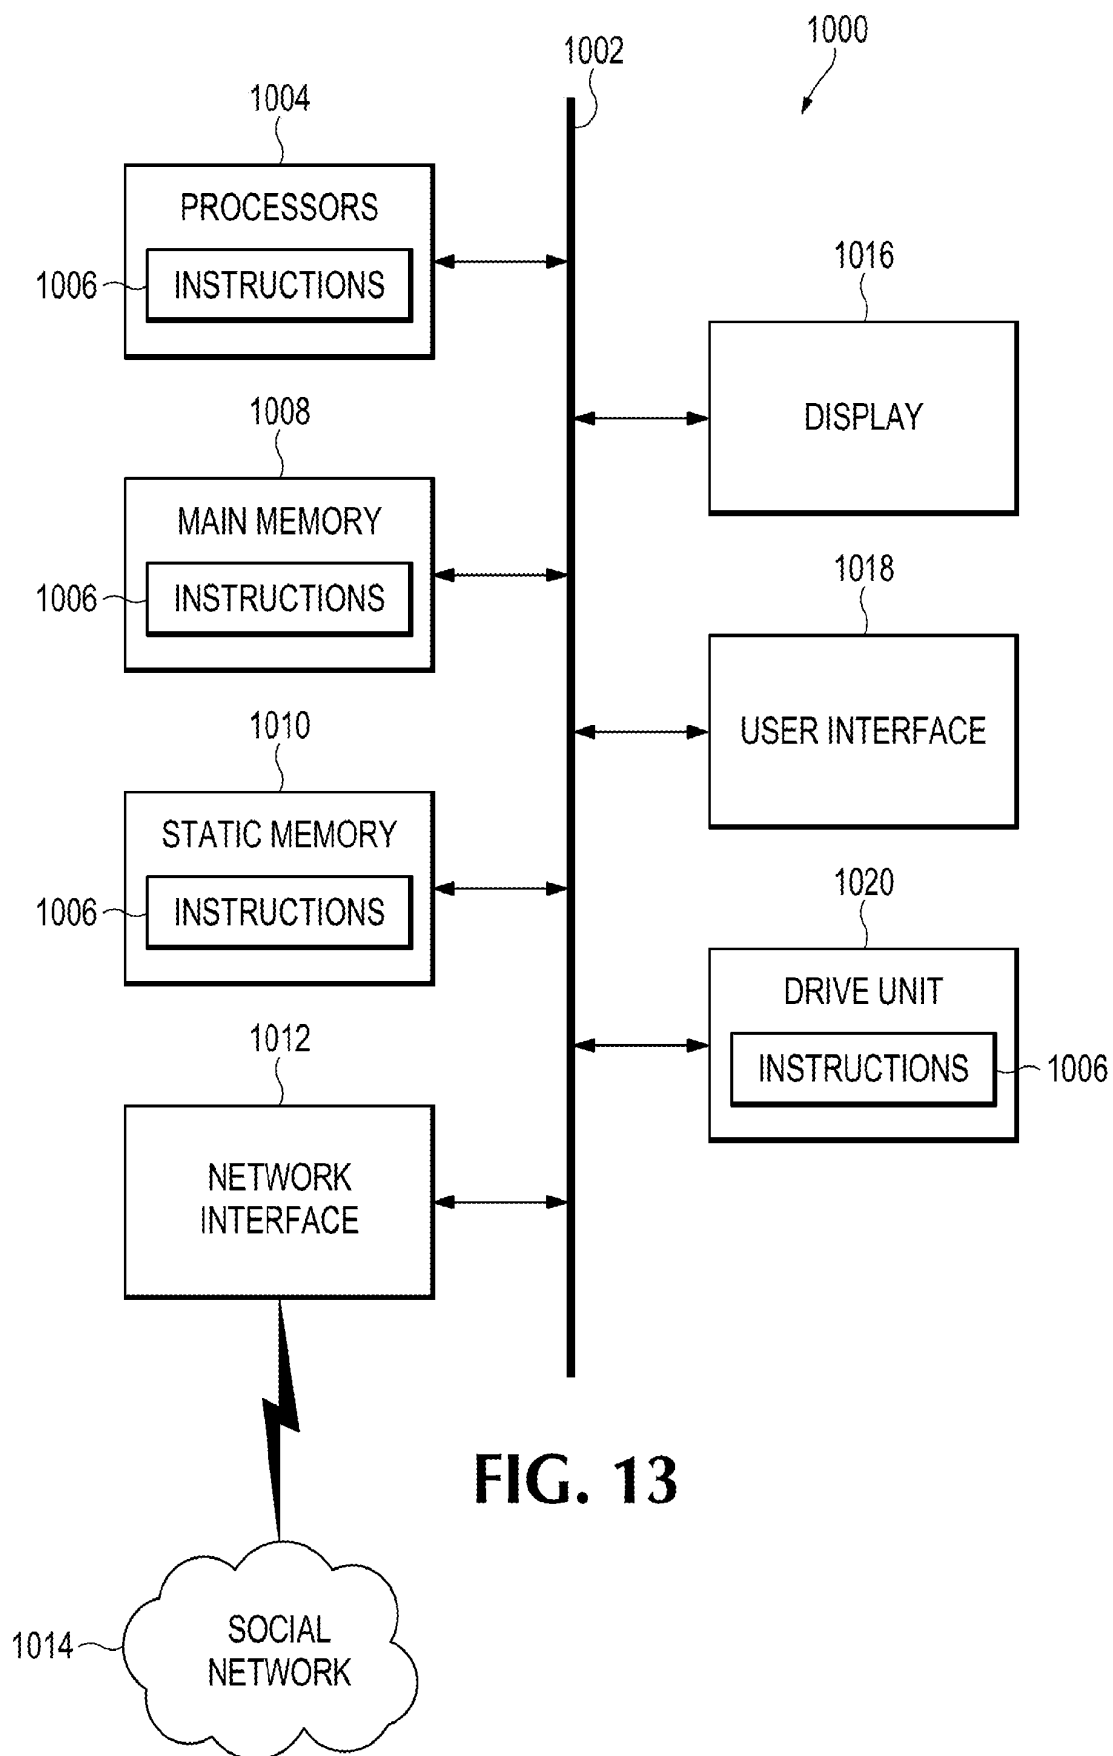 1000
1002
1004
PROCESSORS
1006
INSTRUCTIONS
1016
DISPLAY
1008
MAIN MEMORY
1006
INSTRUCTIONS
1018
USER INTERFACE
1010
STATIC MEMORY
1006
INSTRUCTIONS
1020
DRIVE UNIT
INSTRUCTIONS
1006
1012
NETWORK
INTERFACE
FIG. 13
1014
SOCIAL
NETWORK